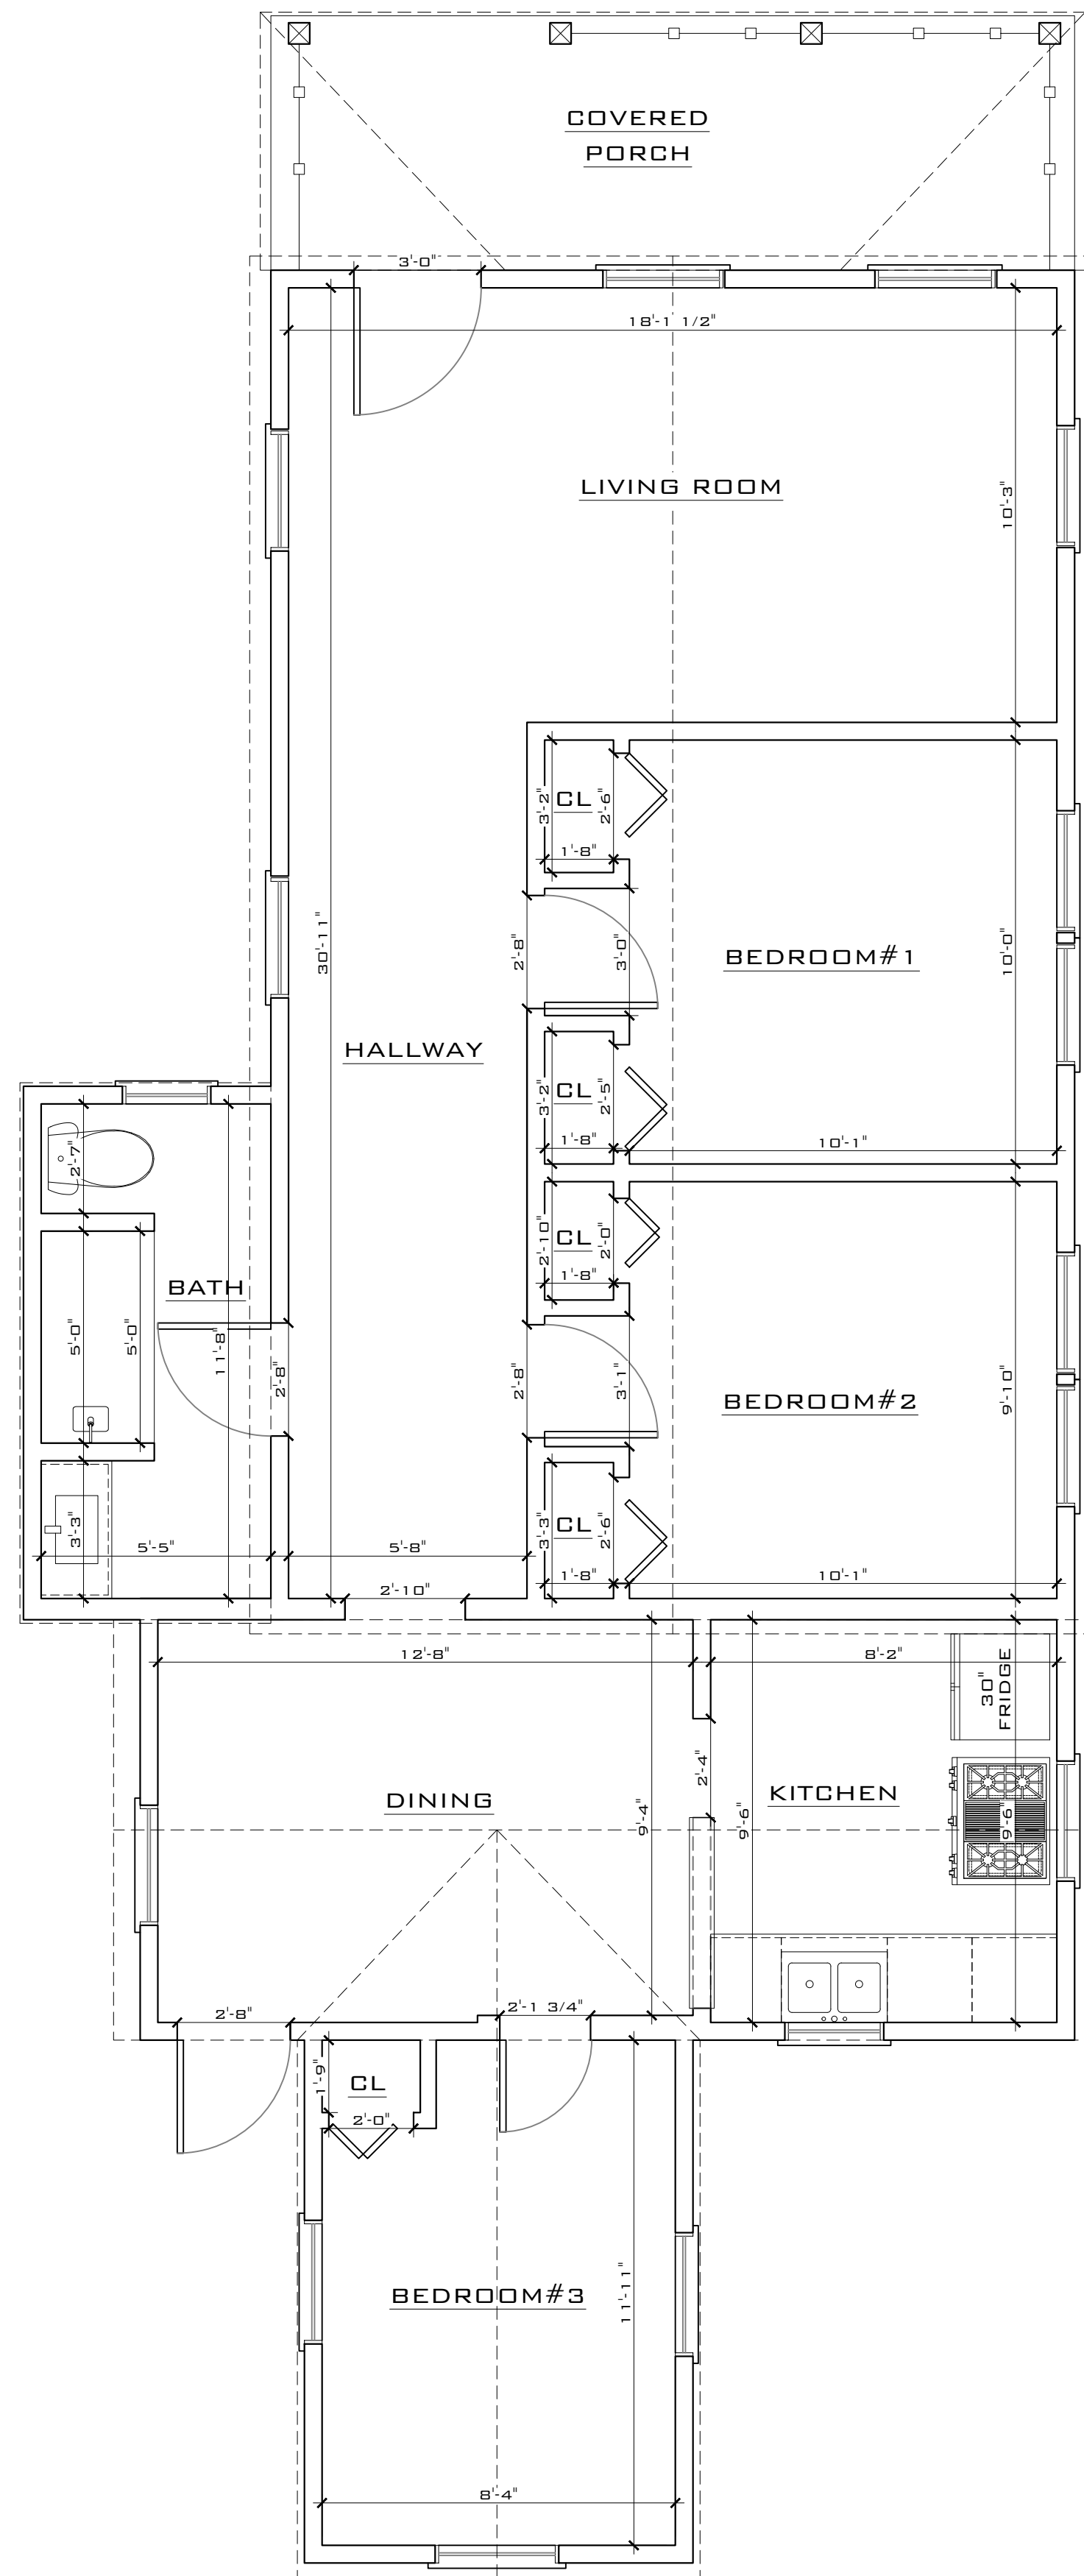 COVERED
PORCH
3'-0"
18'-1 1/2"
LIVING ROOM
10'-3"
CL
3'-2"
2'-6"
1'-8"
30'-11"
2'-8"
3'-0"
BEDROOM#1
10'-0"
HALLWAY
CL
3'-2"
2'-5"
1'-8"
10'-1"
2'-7"
CL
2'-10"
2'-0"
1'-8"
BATH
5'-0"
5'-0"
11'-8"
2'-8"
2'-8"
3'-1"
BEDROOM#2
9'-10"
3'-3"
CL
3'-3"
2'-6"
5'-5"
5'-8"
1'-8"
10'-1"
2'-10"
12'-8"
8'-2"
30"
FRIDGE
2'-4"
DINING
KITCHEN
9'-4"
9'-6"
9'-6"
2'-8"
2'-1 3/4"
1'-9"
CL
2'-0"
BEDROOM#3
11'-11"
8'-4"